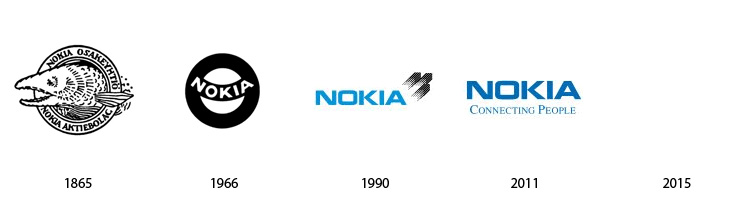 NOKIA OSAKEYHTIÖ
NOKIA AKTIEBOLAG
NOKIA
NOKIA
NOKIA
CONNECTING PEOPLE
1865
1966
1990
2011
2015